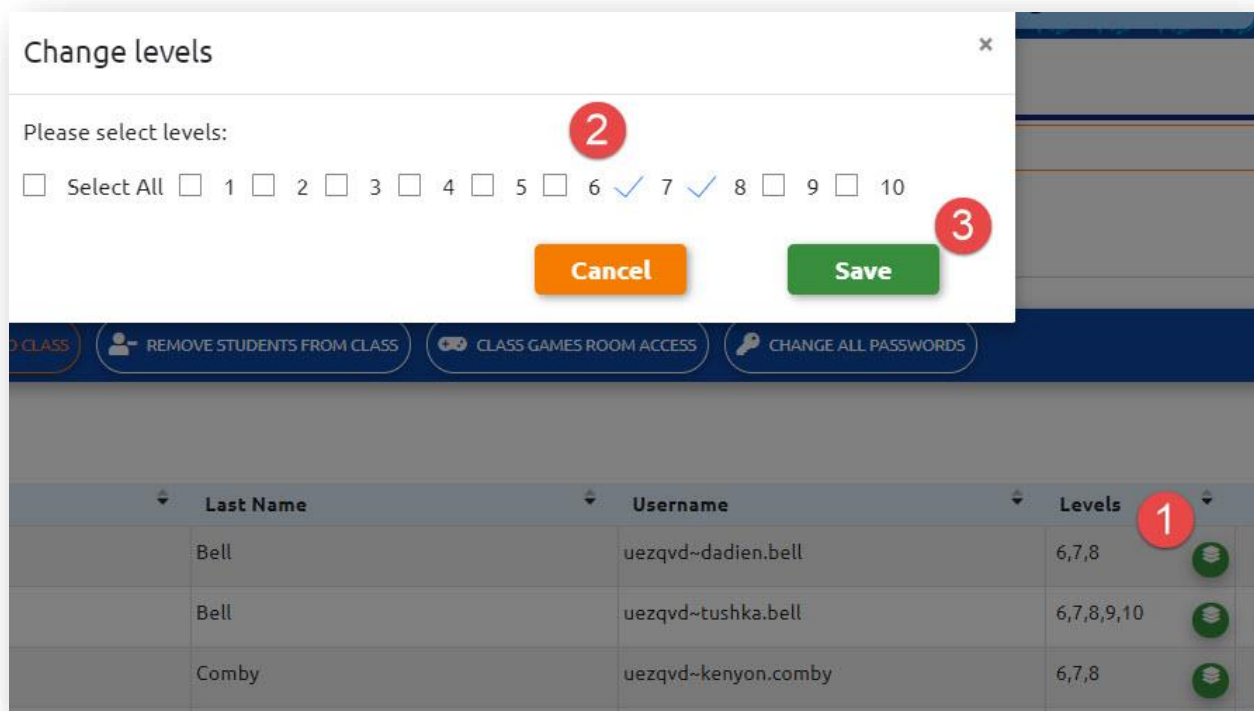 Change levels ×
Please select levels:
2
Select All 1 2 3 4 5 6 7 8 9 10
3
Cancel Save
CLASS REMOVE STUDENTS FROM CLASS CLASS GAMES ROOM ACCESS CHANGE ALL PASSWORDS
Last Name Username Levels
1
Bell uezqvd~dadien.bell 6,7,8
Bell uezqvd~tushka.bell 6,7,8,9,10
Comby uezqvd~kenyon.comby 6,7,8